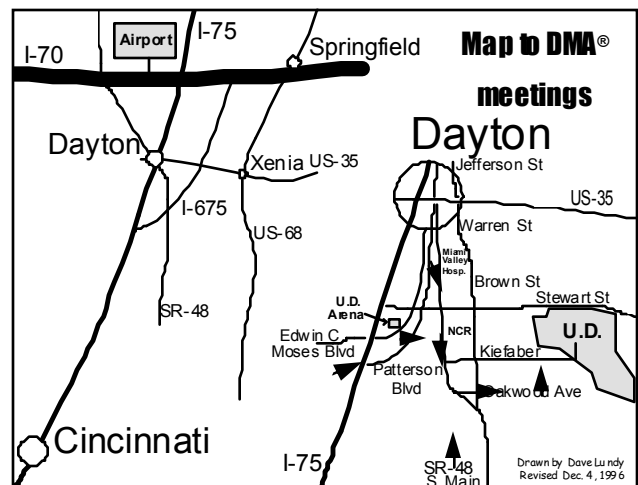 Airport
I-75
I-70
Springfield
Map to DMA®
meetings
Dayton
Dayton
Jefferson St
Xenia
US-35
US-35
I-675
US-68
Warren St
Miami
Valley
Hosp.
Brown St
SR-48
U.D.
Arena
Stewart St
U.D.
NCR
Edwin C
Moses Blvd
Kiefaber
Patterson
Blvd
Oakwood Ave
Cincinnati
I-75
SR-48
S. Main
Drawn by Dave Lundy
Revised Dec. 4, 1996